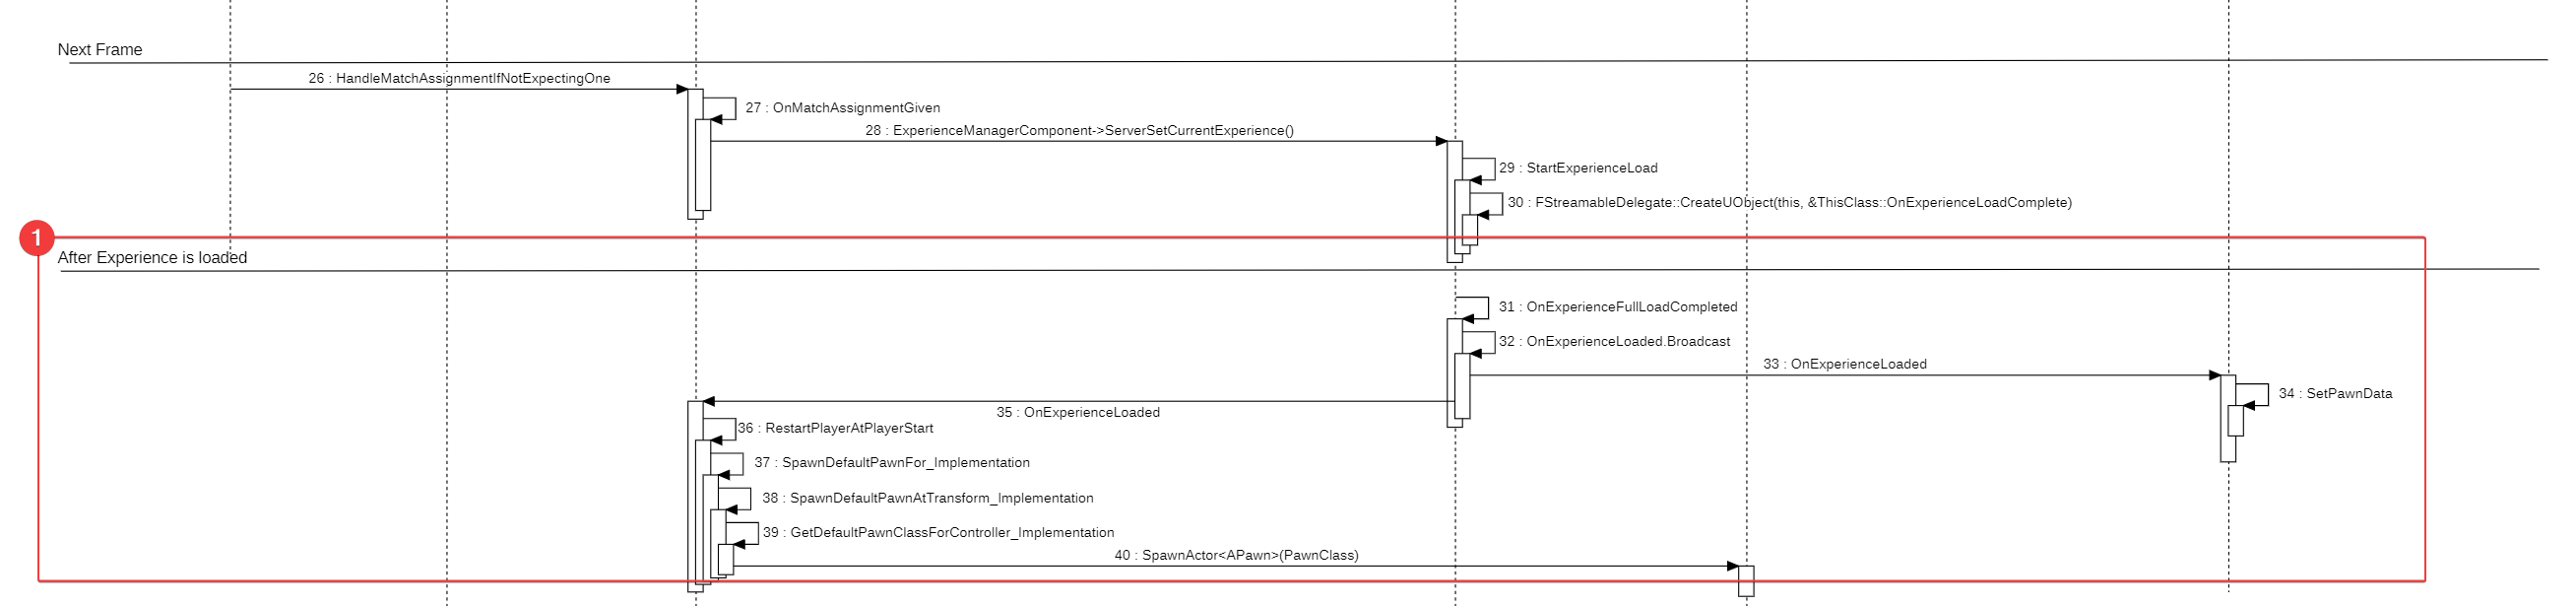 Next Frame
26 : HandleMatchAssignmentIfNotExpectingOne
27 : OnMatchAssignmentGiven
28 : ExperienceManagerComponent->ServerSetCurrentExperience()
29 : StartExperienceLoad
30 : FStreamableDelegate::CreateUObject(this, &ThisClass::OnExperienceLoadComplete)
1
After Experience is loaded
31 : OnExperienceFullLoadCompleted
32 : OnExperienceLoaded.Broadcast
33 : OnExperienceLoaded
34 : SetPawnData
35 : OnExperienceLoaded
36 : RestartPlayerAtPlayerStart
37 : SpawnDefaultPawnFor_Implementation
38 : SpawnDefaultPawnAtTransform_Implementation
39 : GetDefaultPawnClassForController_Implementation
40 : SpawnActor<APawn>(PawnClass)